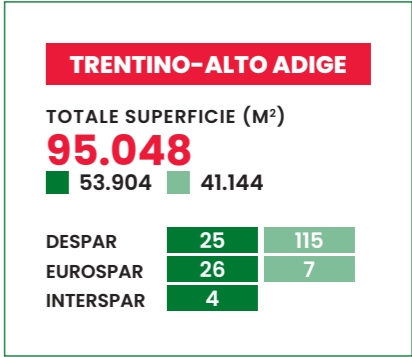 TRENTINO-ALTO ADIGE
TOTALE SUPERFICIE (M²)
95.048
53.904 41.144
DESPAR 25 115
EUROSPAR 26 7
INTERSPAR 4